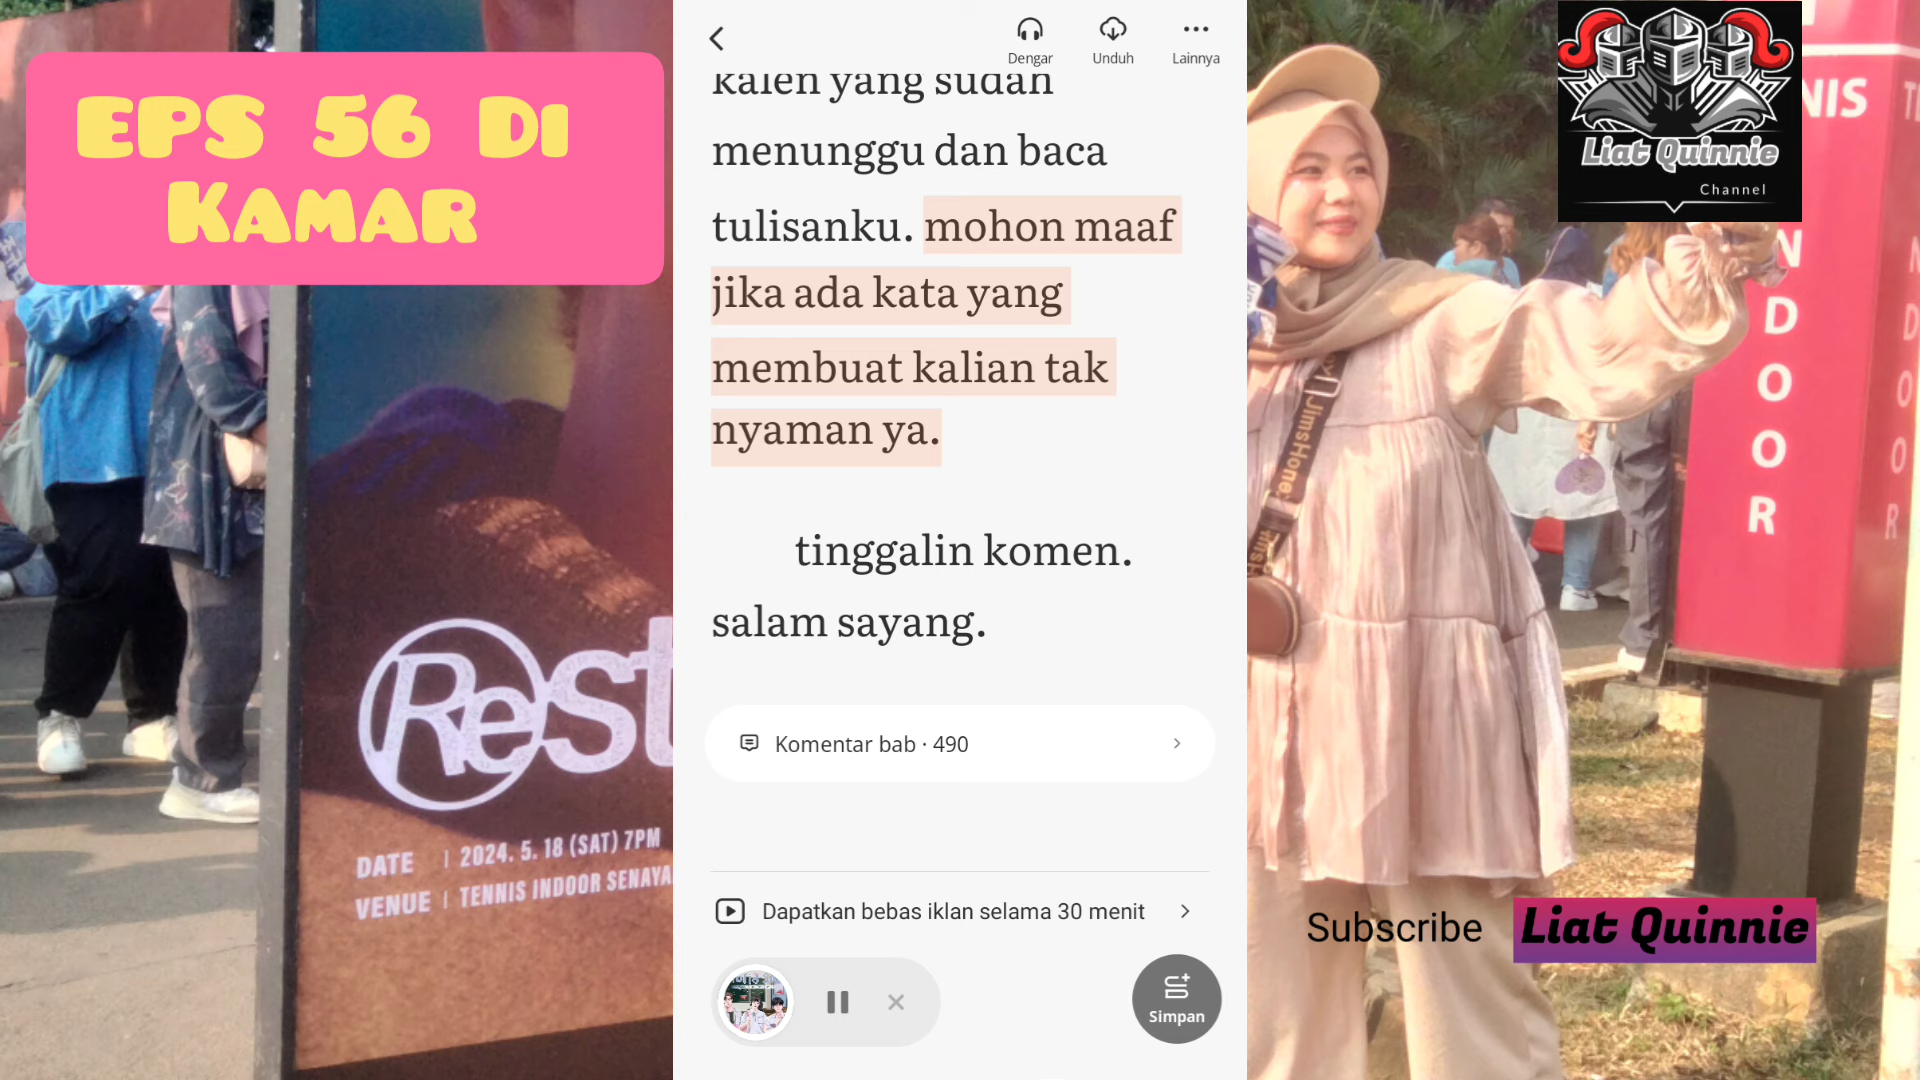 EPS 56 Di
Kamar
Dengar
Unduh
Lainnya
kalen yang sudah
menunggu dan baca
tulisanku. mohon maaf
jika ada kata yang
membuat kalian tak
nyaman ya.
tinggalin komen.
salam sayang.
Komentar bab · 490
Dapatkan bebas iklan selama 30 menit
Simpan
ReSt
DATE | 2024. 5. 18 (SAT) 7PM
VENUE | TENNIS INDOOR SENAYA
Liat Quinnie
Channel
NIS
INDOOR
JimsHoney
Subscribe
Liat Quinnie